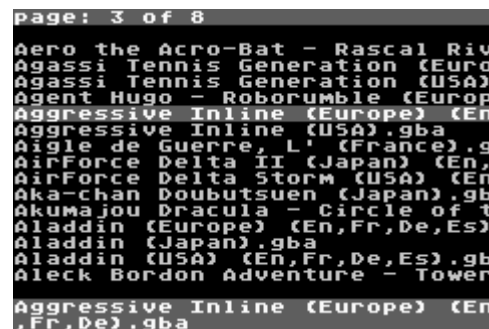 page: 3 of 8
Aero the Acro-Bat - Rascal Riv
Agassi Tennis Generation (Euro
Agassi Tennis Generation (USA)
Agent Hugo - Roborumble (Europ
Aggressive Inline (Europe) (En
Aggressive Inline (USA).gba
Aigle de Guerre, L' (France).g
AirForce Delta II (Japan) (En,
AirForce Delta Storm (USA) (En
Aka-chan Doubutsuen (Japan).gb
Akumajou Dracula - Circle of t
Aladdin (Europe) (En,Fr,De,Es)
Aladdin (Japan).gba
Aladdin (USA) (En,Fr,De,Es).gb
Aleck Bordon Adventure - Tower
Aggressive Inline (Europe) (En
,Fr,De).gba